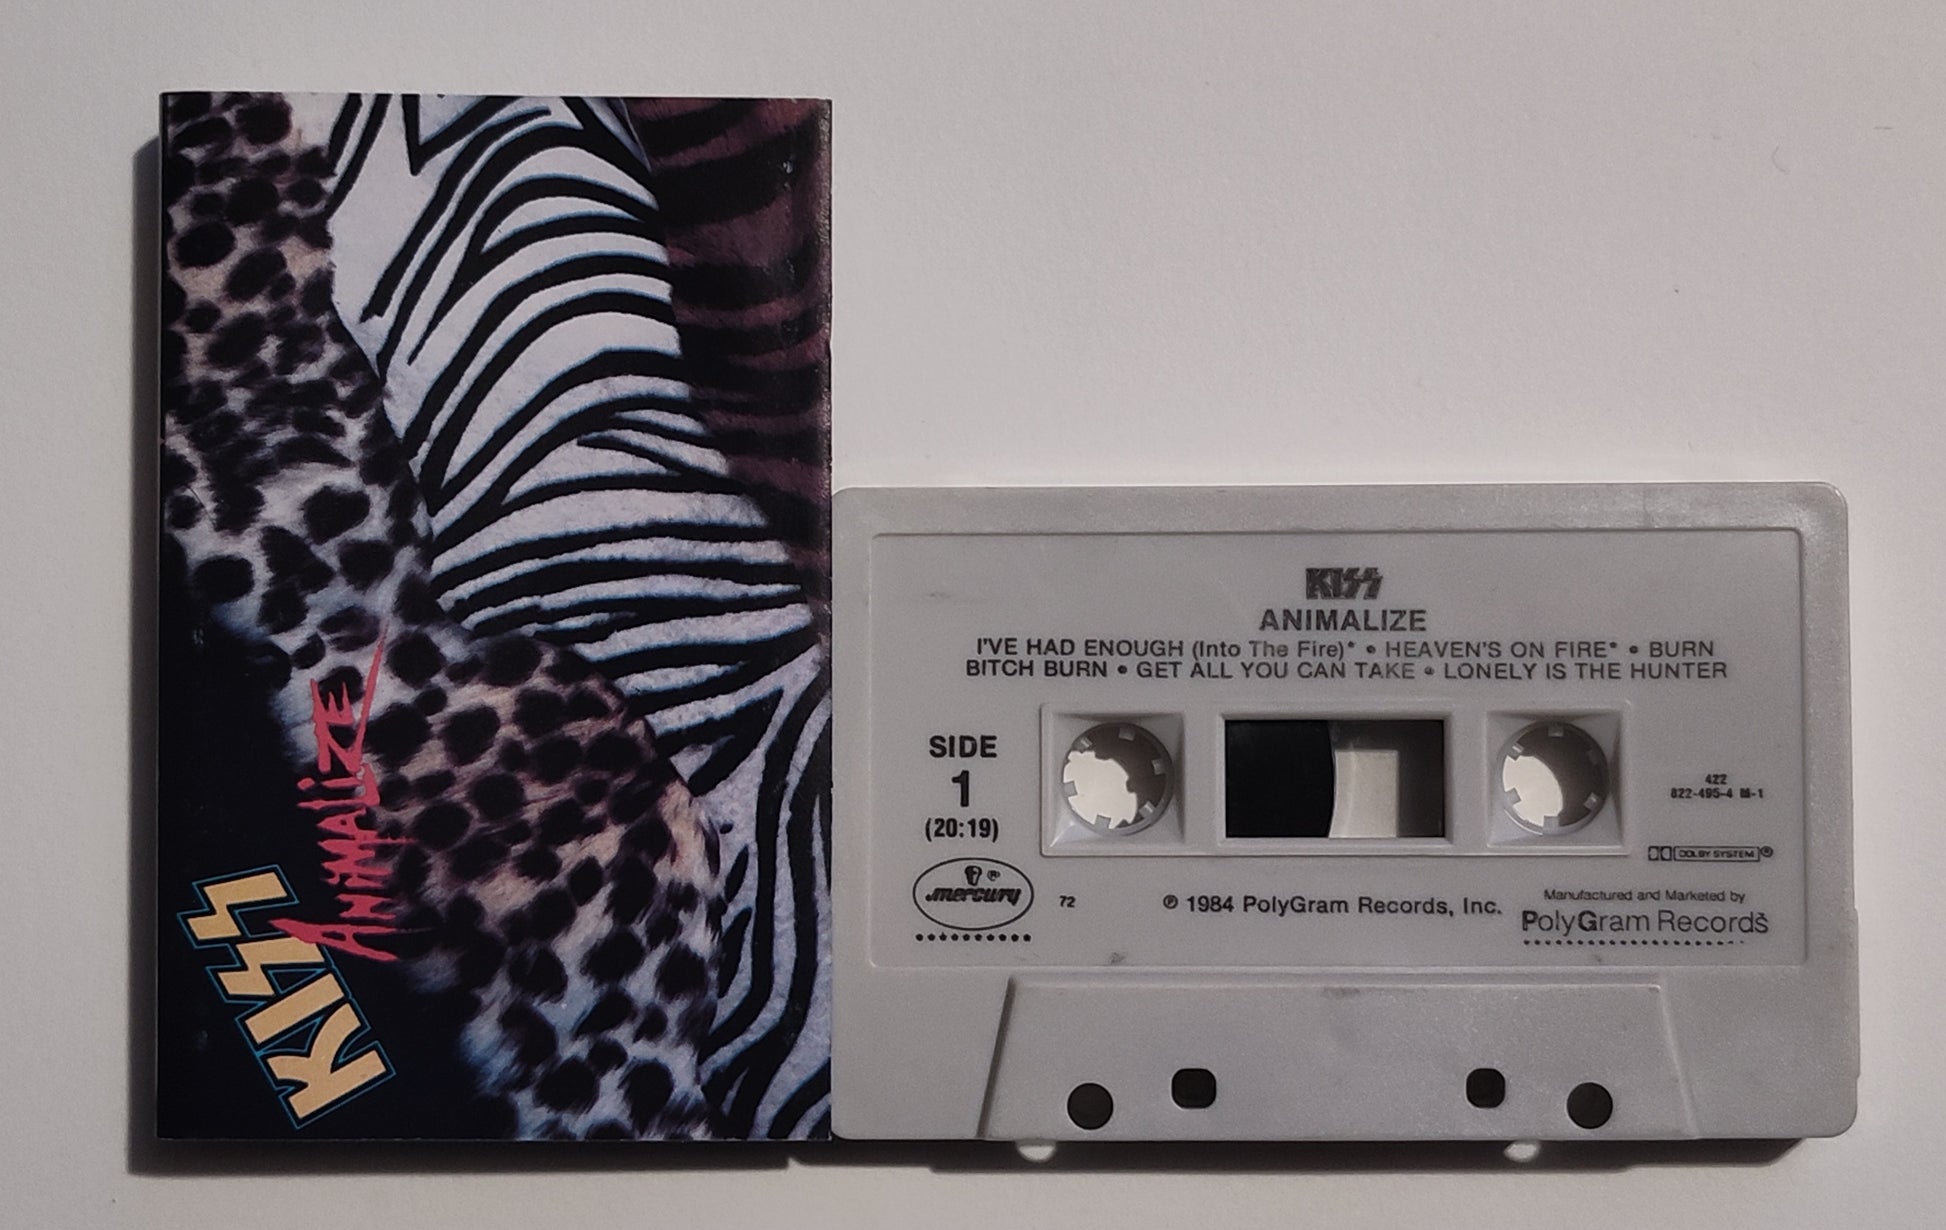 KISS
ANIMALIZE
KISS
ANIMALIZE
I'VE HAD ENOUGH (Into The Fire)* • HEAVEN'S ON FIRE* • BURN
BITCH BURN • GET ALL YOU CAN TAKE • LONELY IS THE HUNTER
SIDE
1
(20:19)
422
822-495-4 M-1
DOLBY SYSTEM ®
mercury ®
72
℗ 1984 PolyGram Records, Inc.
Manufactured and Marketed by
PolyGram Records